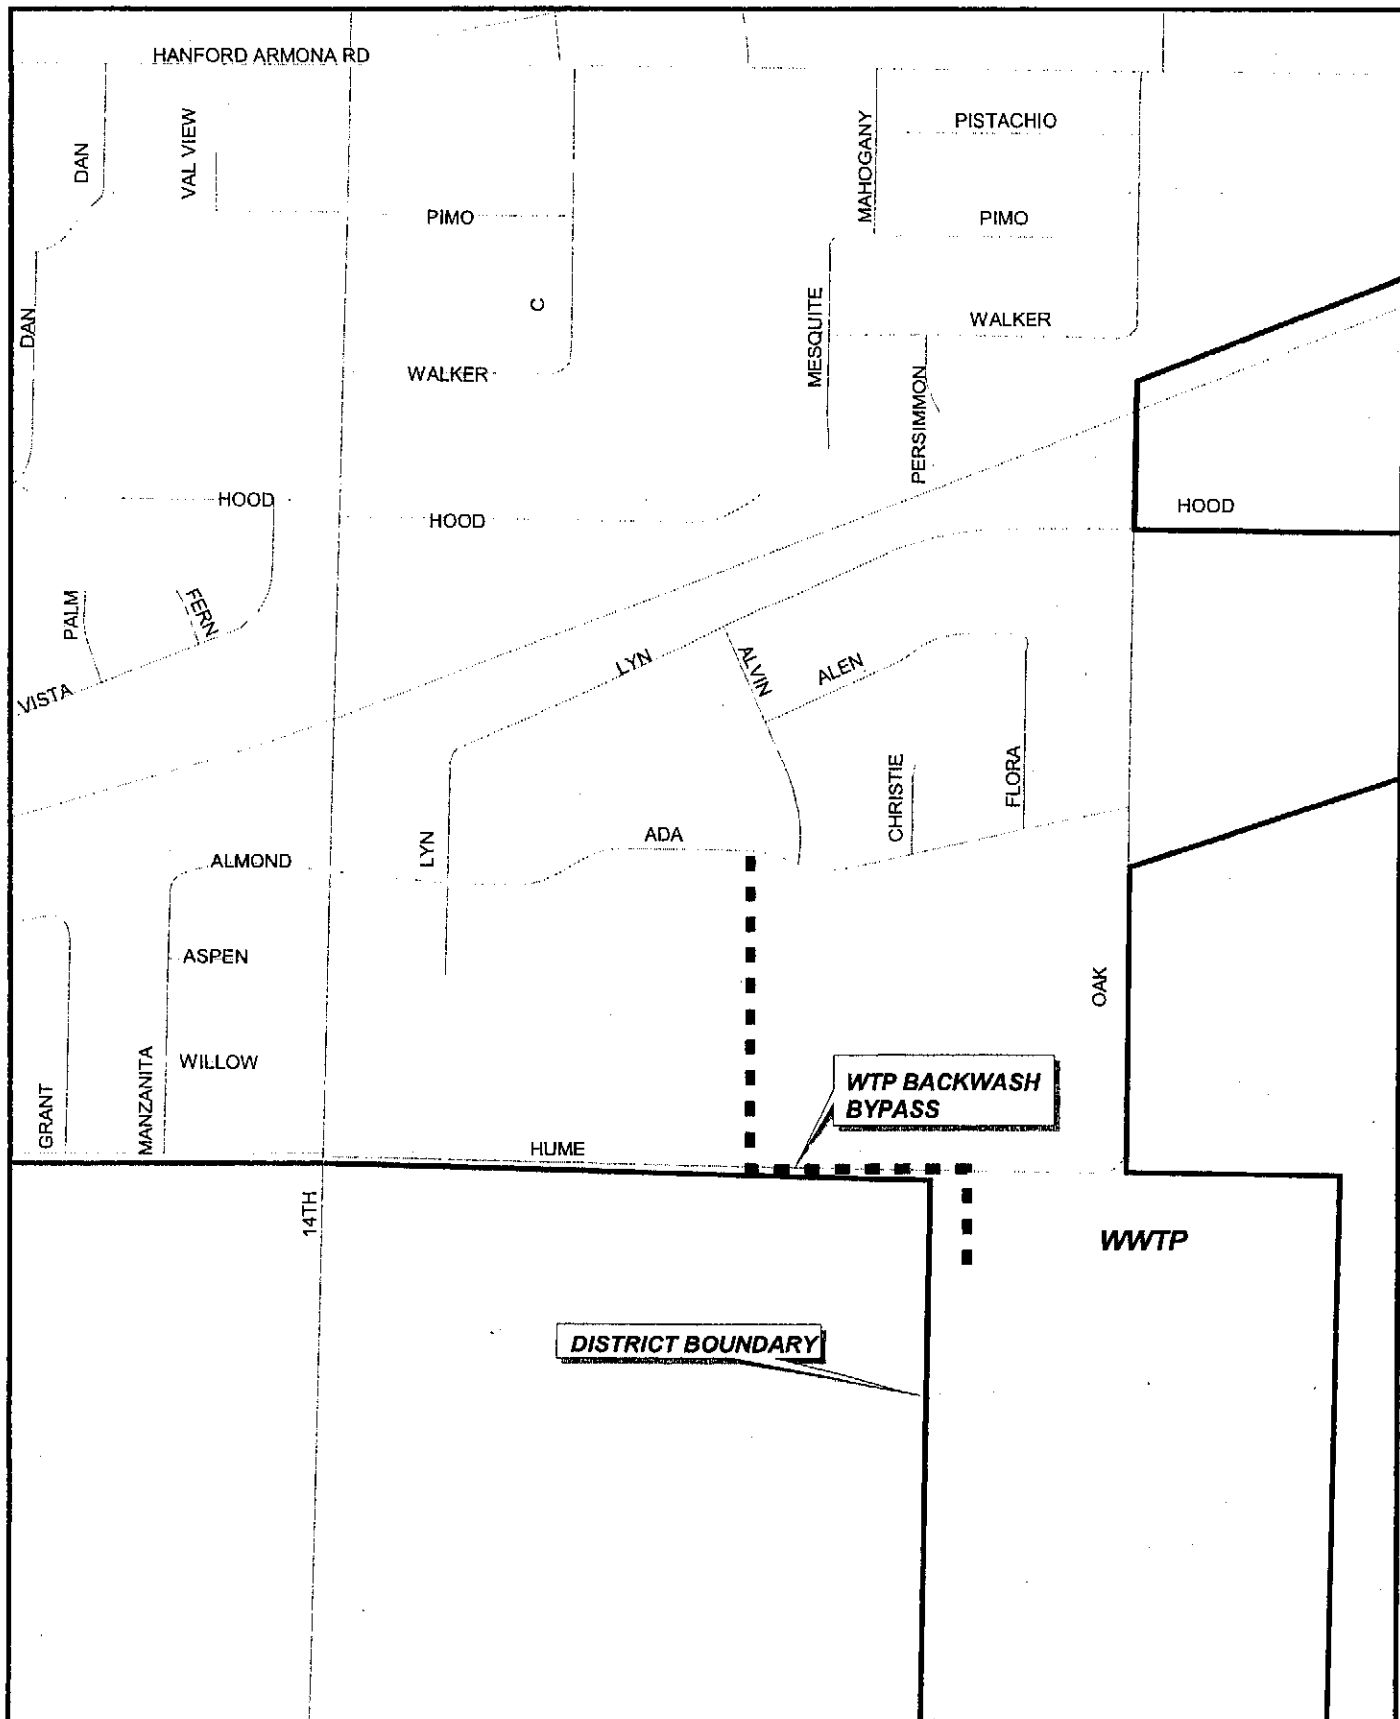 HANFORD ARMONA RD
DAN
VAL VIEW
MAHOGANY
PISTACHIO
PIMO
PIMO
DAN
C
MESQUITE
WALKER
WALKER
PERSIMMON
HOOD
HOOD
HOOD
PALM
FERN
VISTA
LYN
ALVIN
ALEN
CHRISTIE
FLORA
LYN
ADA
ALMOND
ASPEN
OAK
GRANT
MANZANITA
WILLOW
WTP BACKWASH
BYPASS
HUME
14TH
WWTP
DISTRICT BOUNDARY